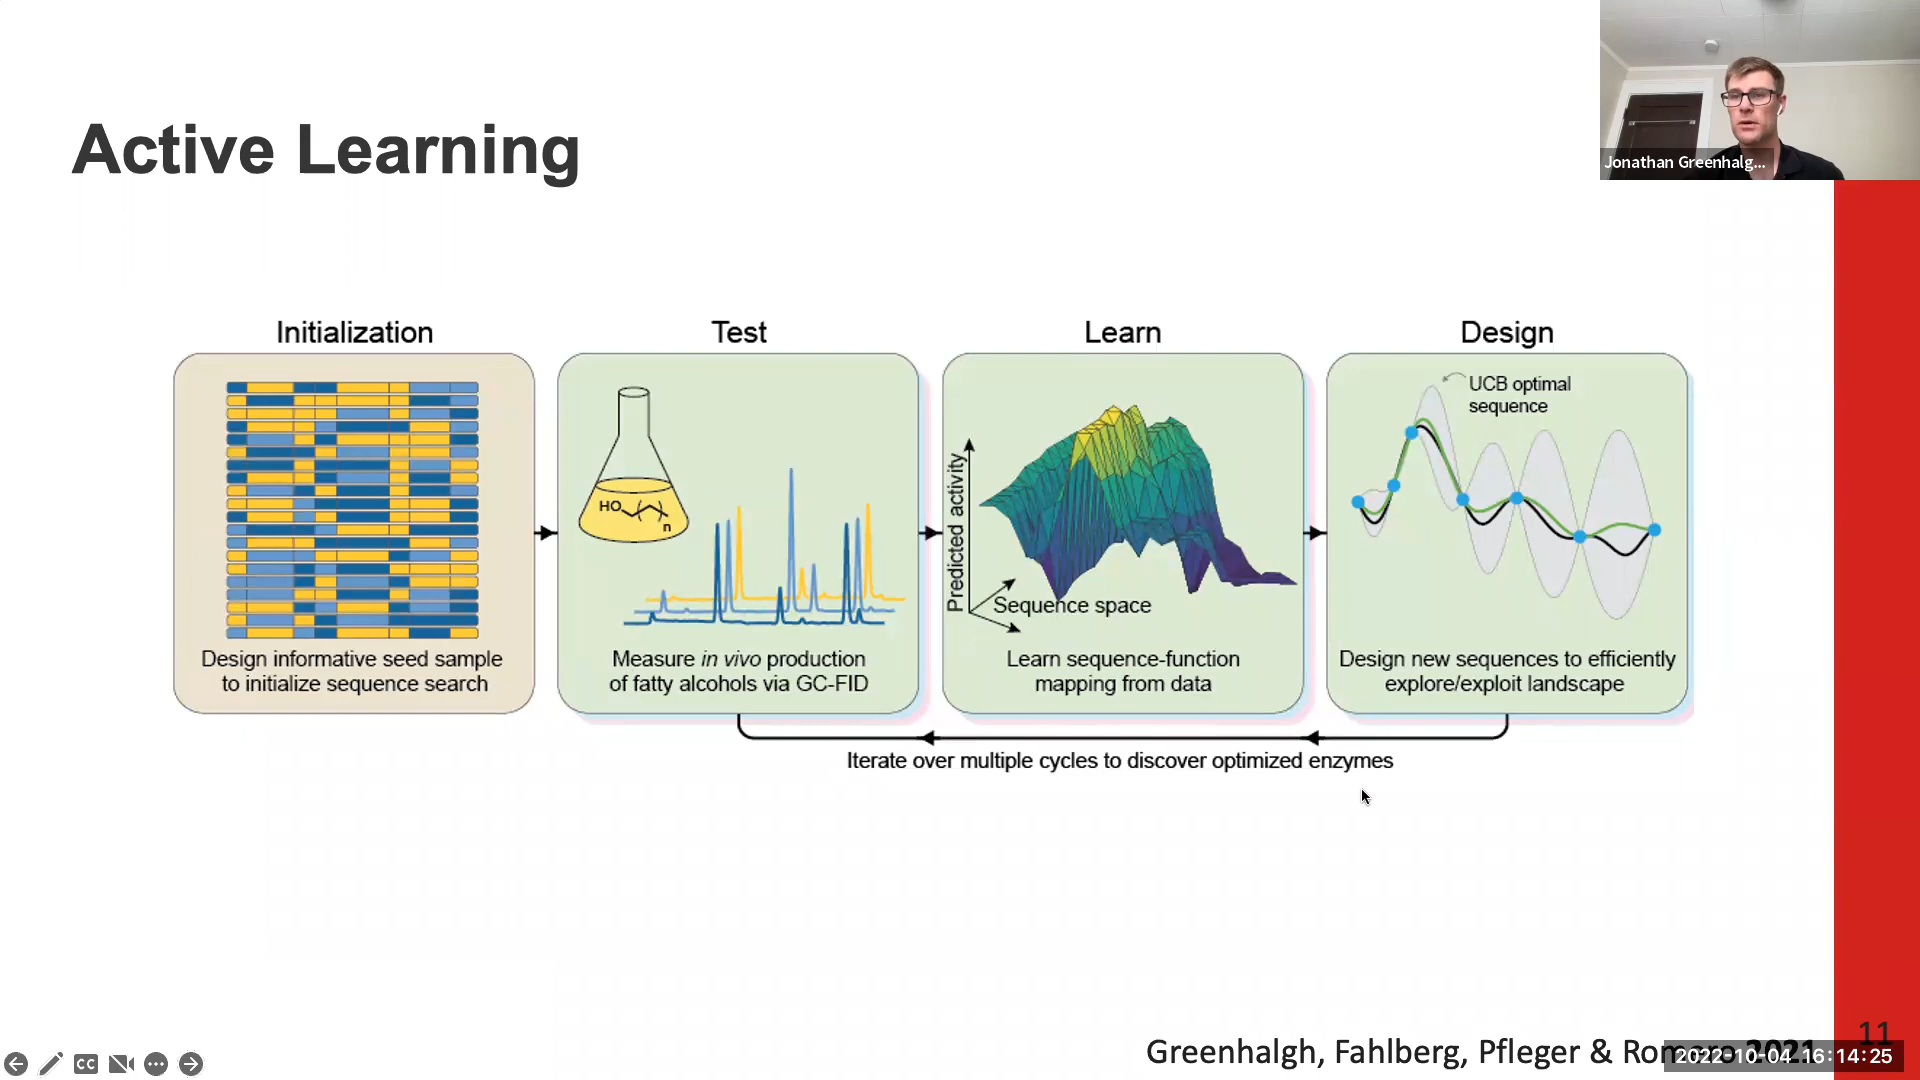 Jonathan Greenhalg...
Active Learning
Initialization
Test
Learn
Design
Design informative seed sample
to initialize sequence search
HO
n
Measure in vivo production
of fatty alcohols via GC-FID
Predicted activity
Sequence space
Learn sequence-function
mapping from data
UCB optimal
sequence
Design new sequences to efficiently
explore/exploit landscape
Iterate over multiple cycles to discover optimized enzymes
11
Greenhalgh, Fahlberg, Pfleger & Romero 2021
2022-10-04 16:14:25
CC